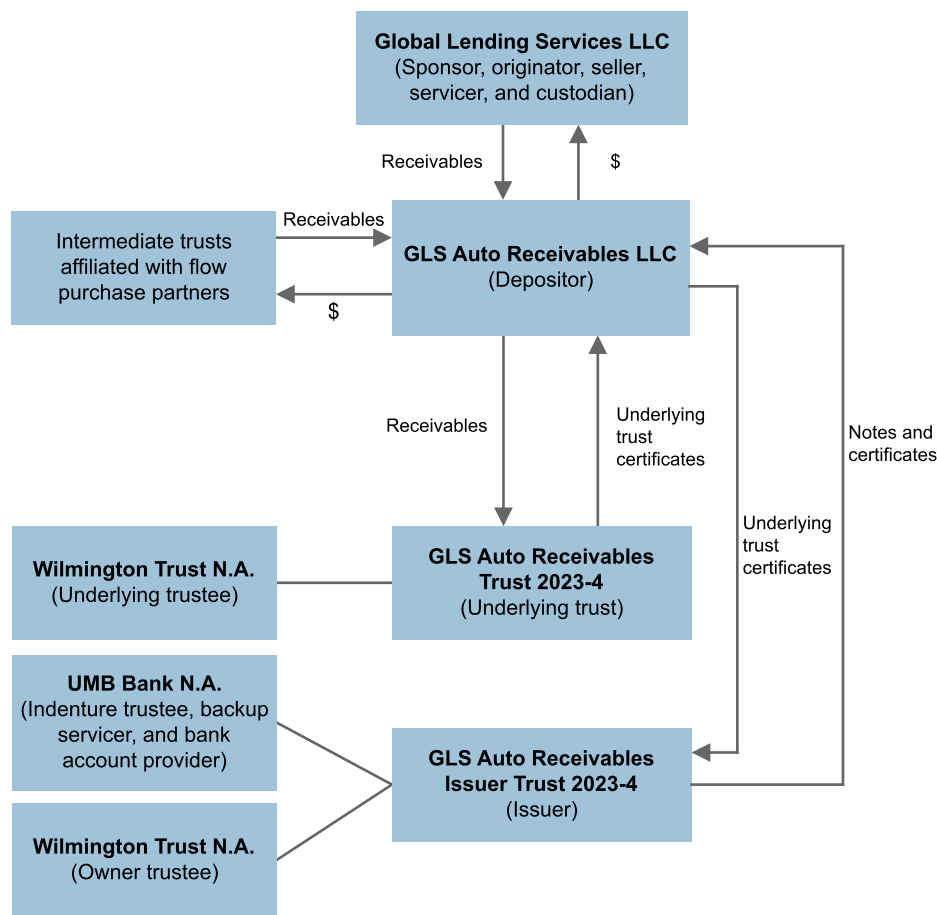 Global Lending Services LLC
(Sponsor, originator, seller,
servicer, and custodian)
Receivables
$
Receivables
Intermediate trusts
affiliated with flow
purchase partners
$
GLS Auto Receivables LLC
(Depositor)
Receivables
Underlying
trust
certificates
Notes and
certificates
Underlying
trust
certificates
Wilmington Trust N.A.
(Underlying trustee)
GLS Auto Receivables
Trust 2023-4
(Underlying trust)
UMB Bank N.A.
(Indenture trustee, backup
servicer, and bank
account provider)
GLS Auto Receivables
Issuer Trust 2023-4
(Issuer)
Wilmington Trust N.A.
(Owner trustee)